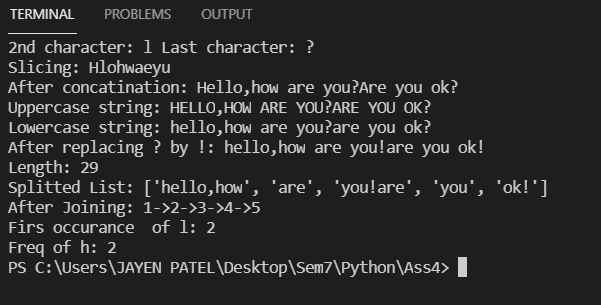 TERMINAL PROBLEMS OUTPUT
2nd character: l Last character: ?
Slicing: Hlohwaeyu
After concatination: Hello,how are you?Are you ok?
Uppercase string: HELLO,HOW ARE YOU?ARE YOU OK?
Lowercase string: hello,how are you?are you ok?
After replacing ? by !: hello,how are you!are you ok!
Length: 29
Splitted List: ['hello,how', 'are', 'you!are', 'you', 'ok!']
After Joining: 1->2->3->4->5
Firs occurance  of l: 2
Freq of h: 2
PS C:\Users\JAYEN PATEL\Desktop\Sem7\Python\Ass4>